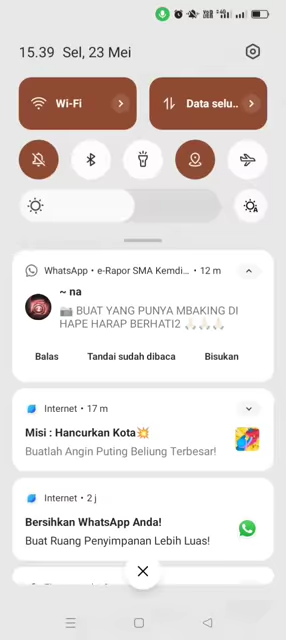 15.39 Sel, 23 Mei
Wi-Fi
Data selu..
WhatsApp • e-Rapor SMA Kemdi... • 12 m
~ na
📷 BUAT YANG PUNYA MBAKING DI
HAPE HARAP BERHATI2 🙏🙏🙏
Balas Tandai sudah dibaca Bisukan
Internet • 17 m
Misi : Hancurkan Kota💥
Buatlah Angin Puting Beliung Terbesar!
Internet • 2 j
Bersihkan WhatsApp Anda!
Buat Ruang Penyimpanan Lebih Luas!